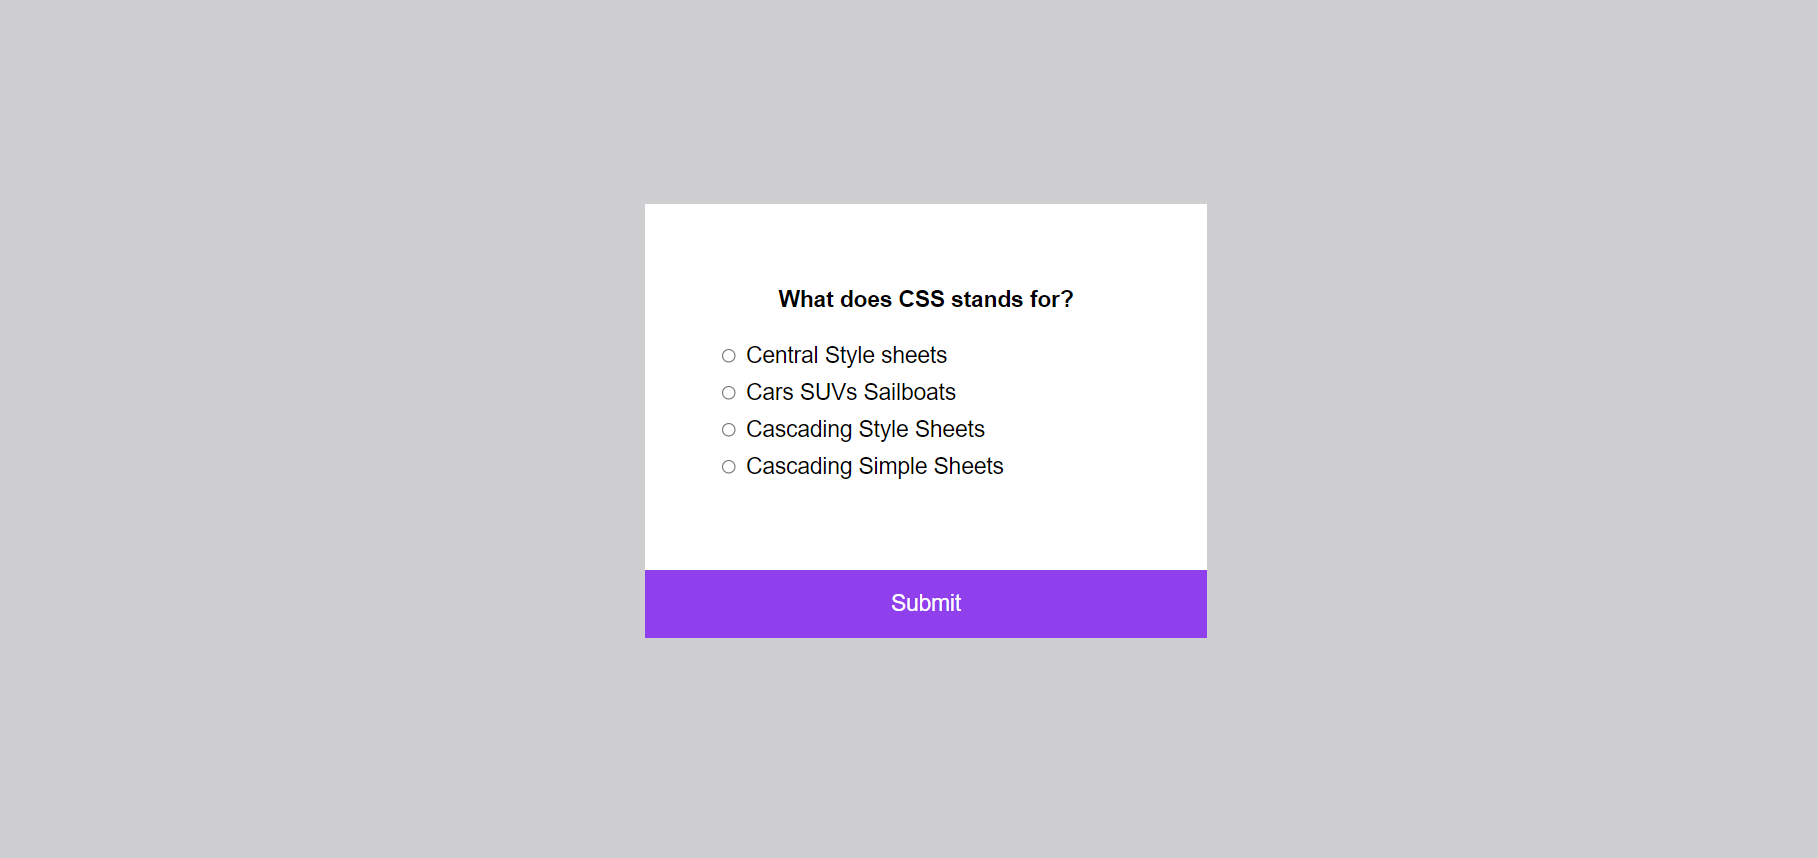 What does CSS stands for?
Central Style sheets
Cars SUVs Sailboats
Cascading Style Sheets
Cascading Simple Sheets
Submit